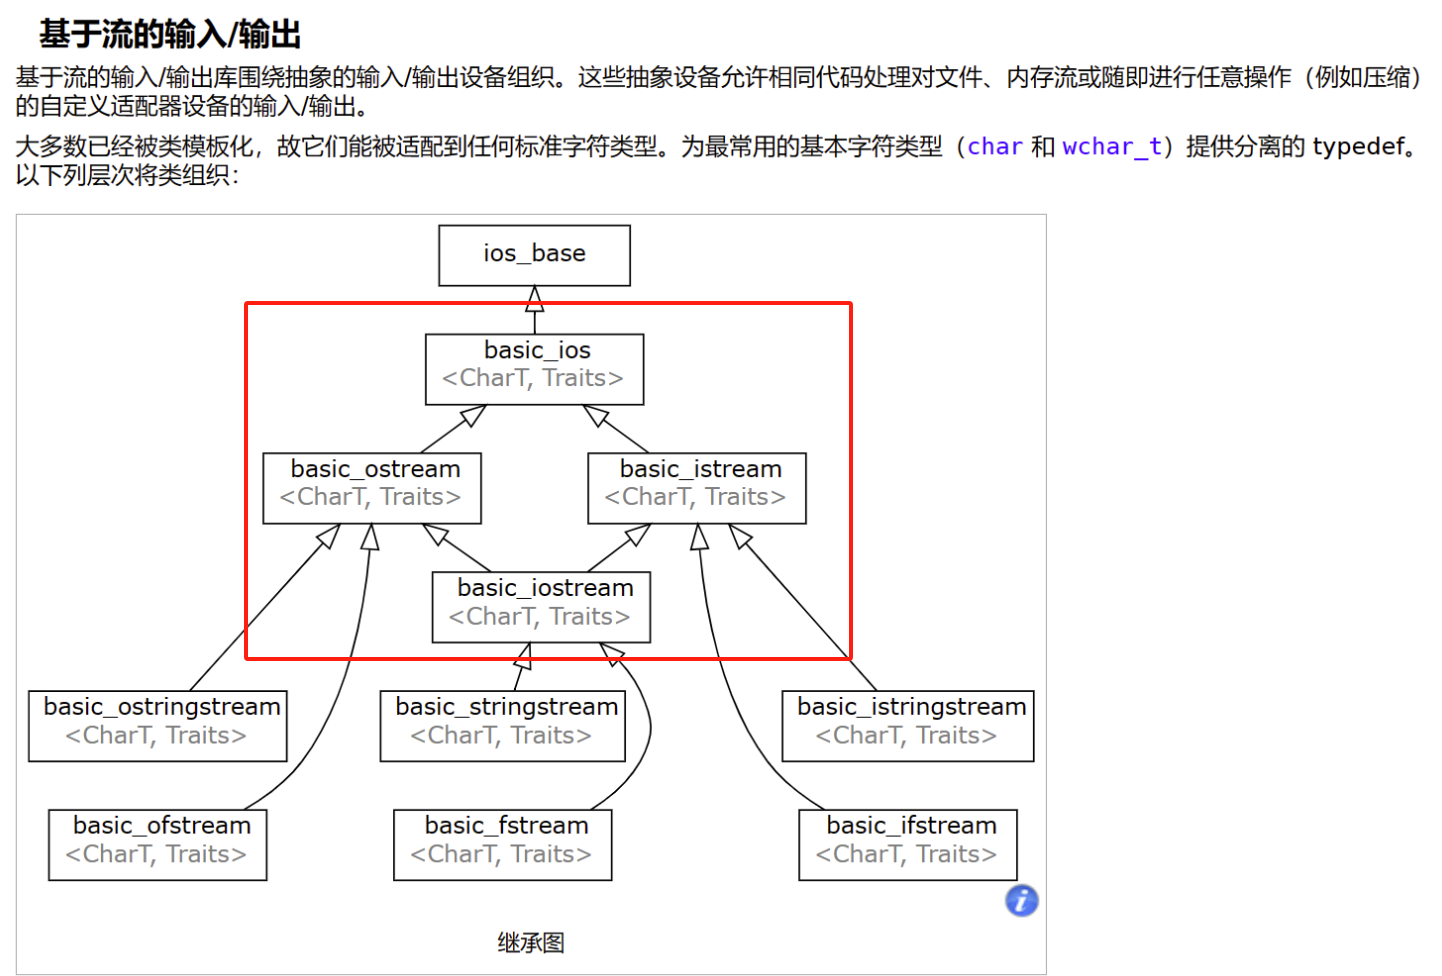 基于流的输入/输出
基于流的输入/输出库围绕抽象的输入/输出设备组织。这些抽象设备允许相同代码处理对文件、内存流或随即进行任意操作（例如压缩）
的自定义适配器设备的输入/输出。
大多数已经被类模板化，故它们能被适配到任何标准字符类型。为最常用的基本字符类型（char 和 wchar_t）提供分离的 typedef。
以下列层次将类组织：
ios_base
basic_ios
<CharT, Traits>
basic_ostream
<CharT, Traits>
basic_istream
<CharT, Traits>
basic_iostream
<CharT, Traits>
basic_ostringstream
<CharT, Traits>
basic_stringstream
<CharT, Traits>
basic_istringstream
<CharT, Traits>
basic_ofstream
<CharT, Traits>
basic_fstream
<CharT, Traits>
basic_ifstream
<CharT, Traits>
i
继承图